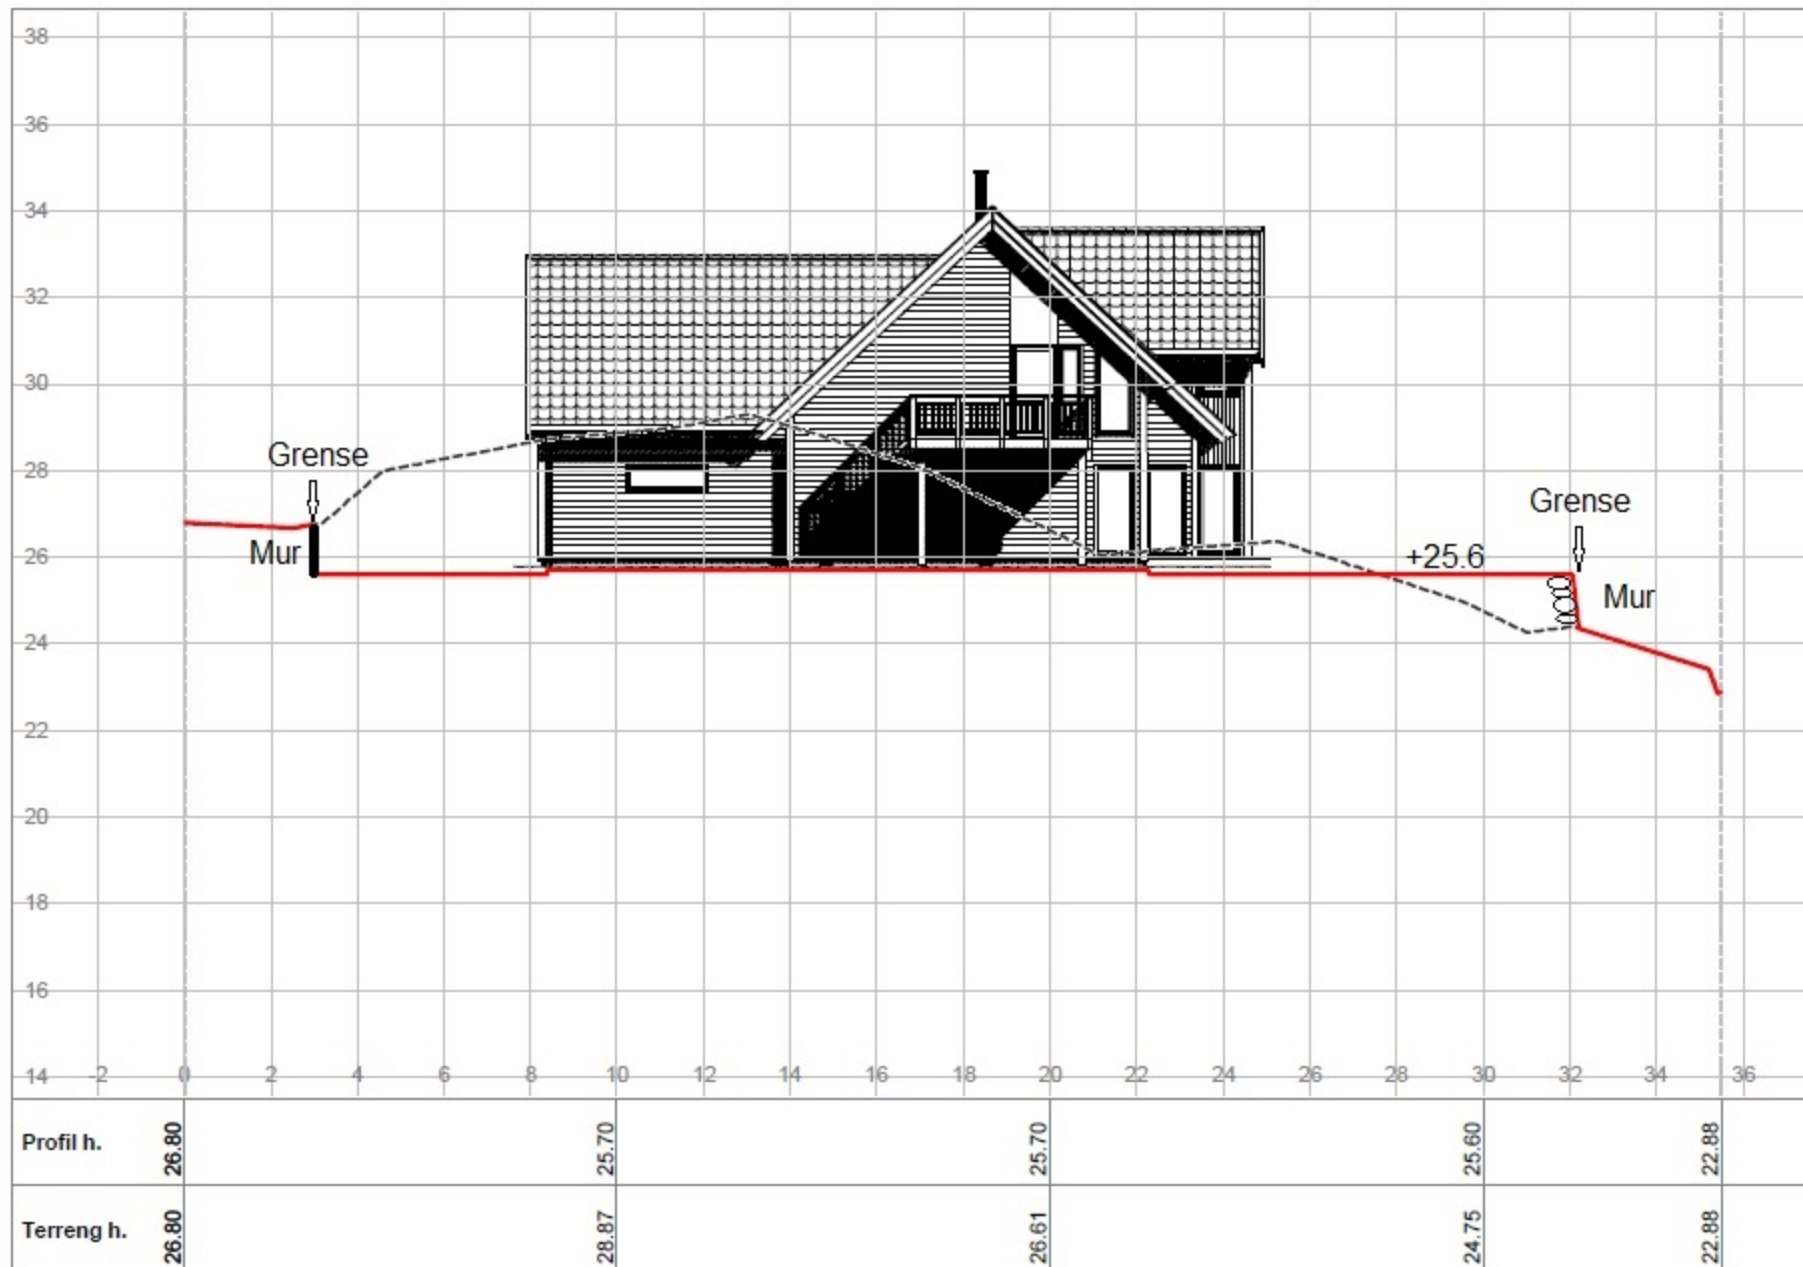 38
36
34
32
30
28
Grense
Grense
Mur
26
+25.6
Mur
24
22
20
18
16
14 -2 0 2 4 6 8 10 12 14 16 18 20 22 24 26 28 30 32 34 36
Profil h. 26.80 25.70 25.70 25.60 22.88
Terreng h. 26.80 28.87 26.61 24.75 22.88